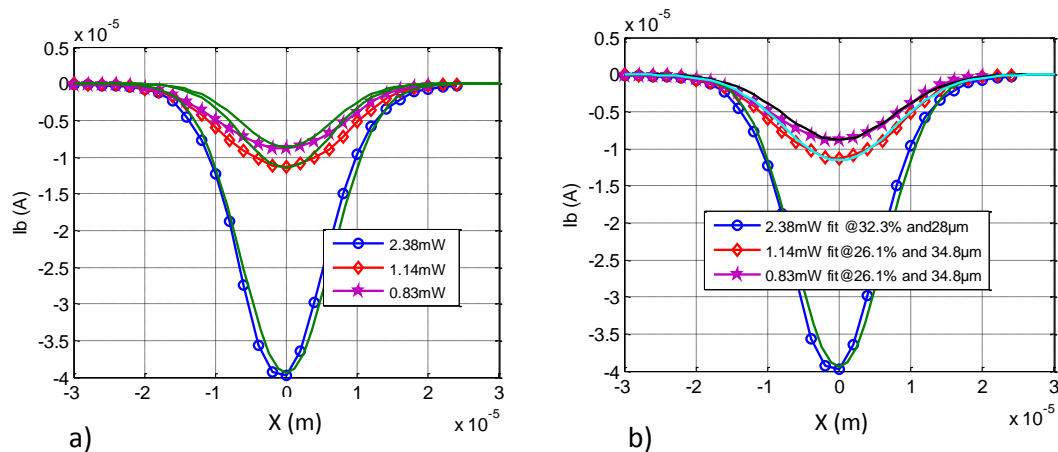 x 10⁻⁵
0.5
0
-0.5
-1
-1.5
-2
-2.5
-3
-3.5
-4
Ib (A)
-3 -2 -1 0 1 2 3
X (m)
x 10⁻⁵
2.38mW
1.14mW
0.83mW
a)
x 10⁻⁵
0.5
0
-0.5
-1
-1.5
-2
-2.5
-3
-3.5
-4
Ib (A)
-3 -2 -1 0 1 2 3
X (m)
x 10⁻⁵
2.38mW fit @32.3% and28µm
1.14mW fit@26.1% and 34.8µm
0.83mW fit@26.1% and 34.8µm
b)